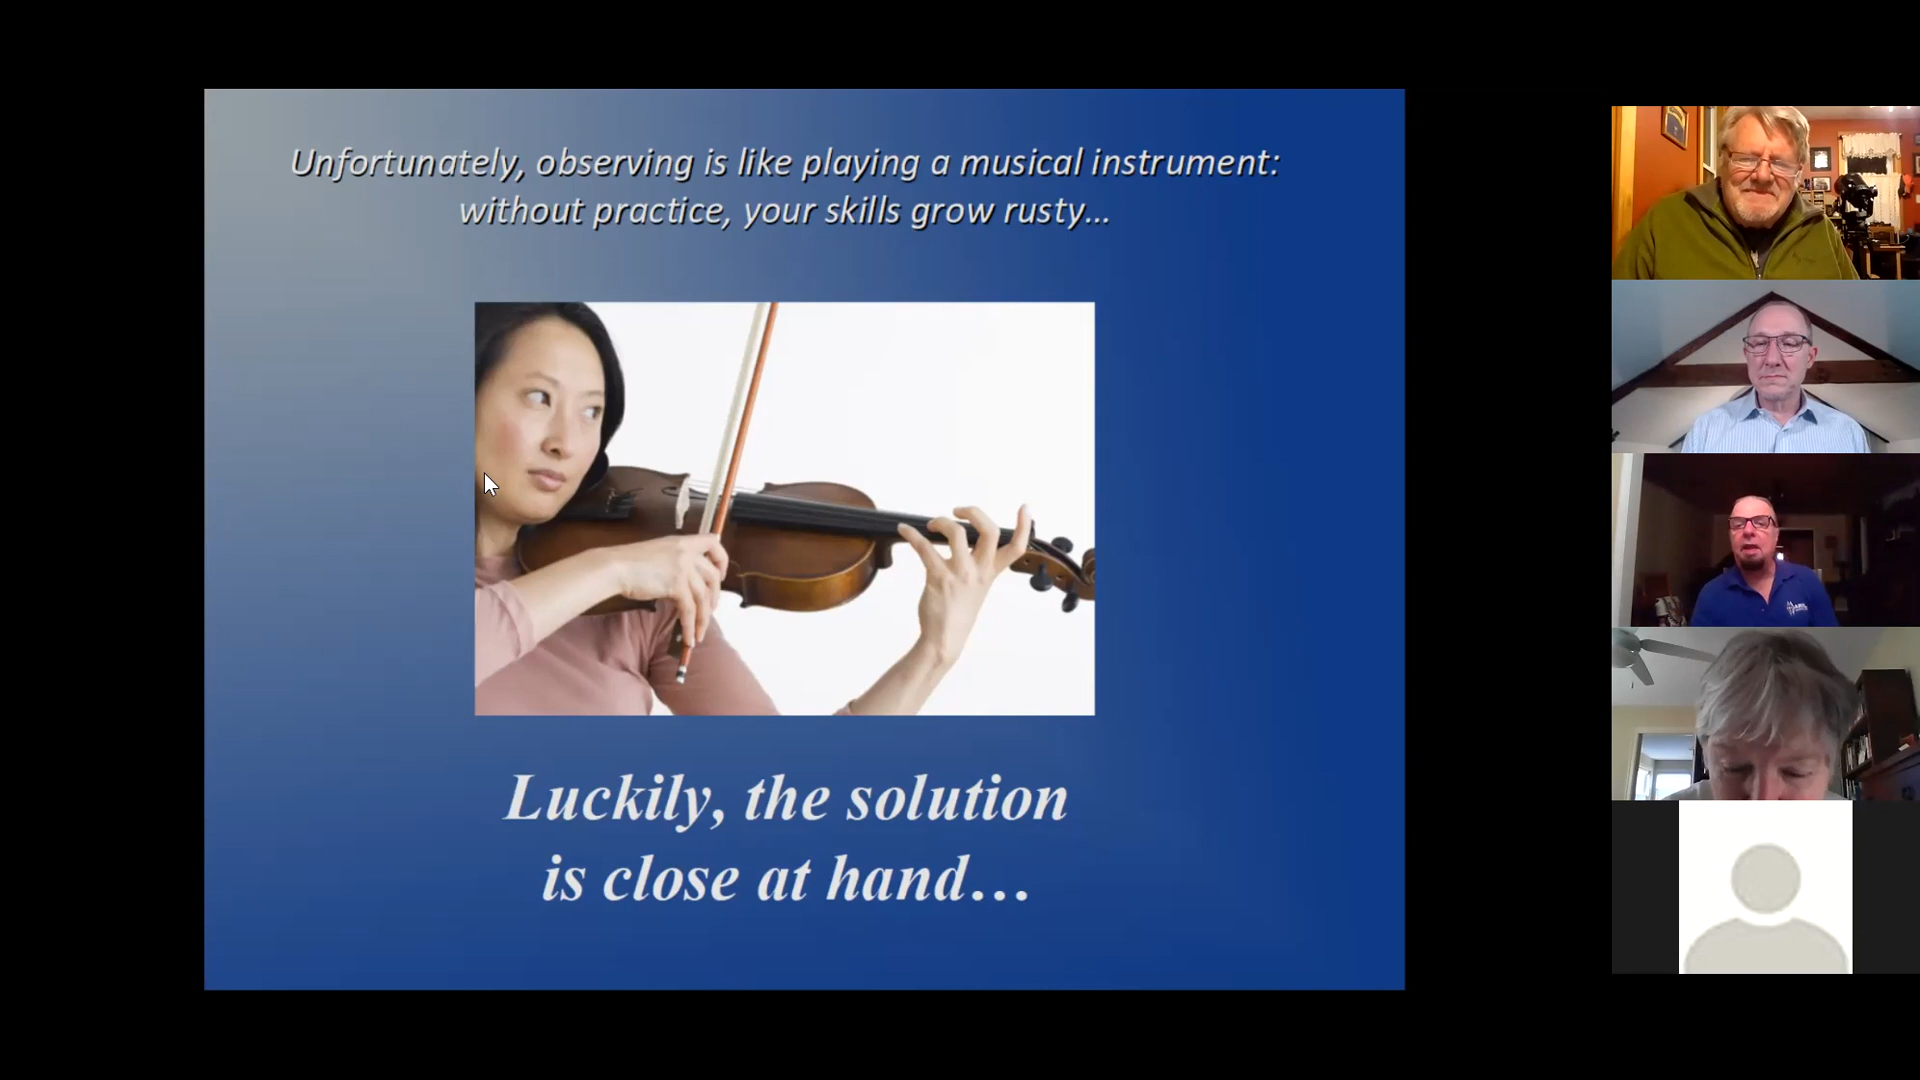 Unfortunately, observing is like playing a musical instrument:
without practice, your skills grow rusty...
Luckily, the solution
is close at hand...